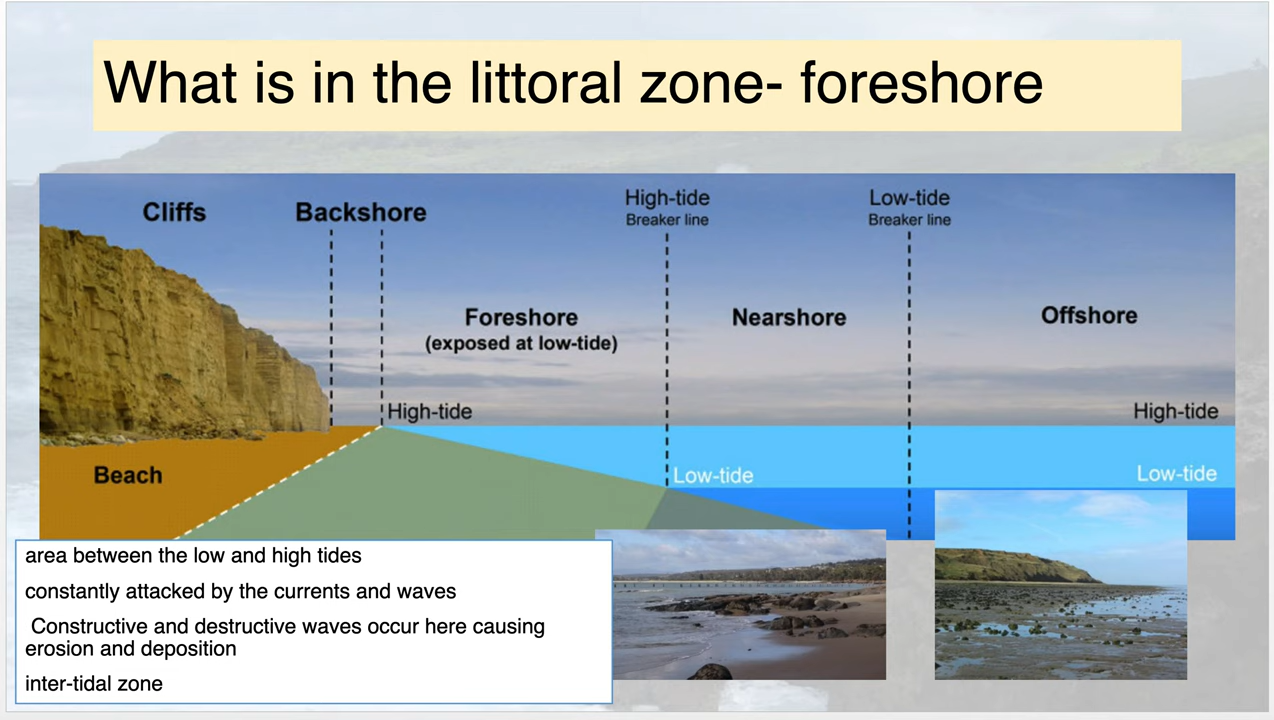 What is in the littoral zone- foreshore
Cliffs
Backshore
High-tide
Breaker line
Low-tide
Breaker line
Foreshore
(exposed at low-tide)
Nearshore
Offshore
High-tide
High-tide
Beach
Low-tide
Low-tide
area between the low and high tides
constantly attacked by the currents and waves
Constructive and destructive waves occur here causing
erosion and deposition
inter-tidal zone